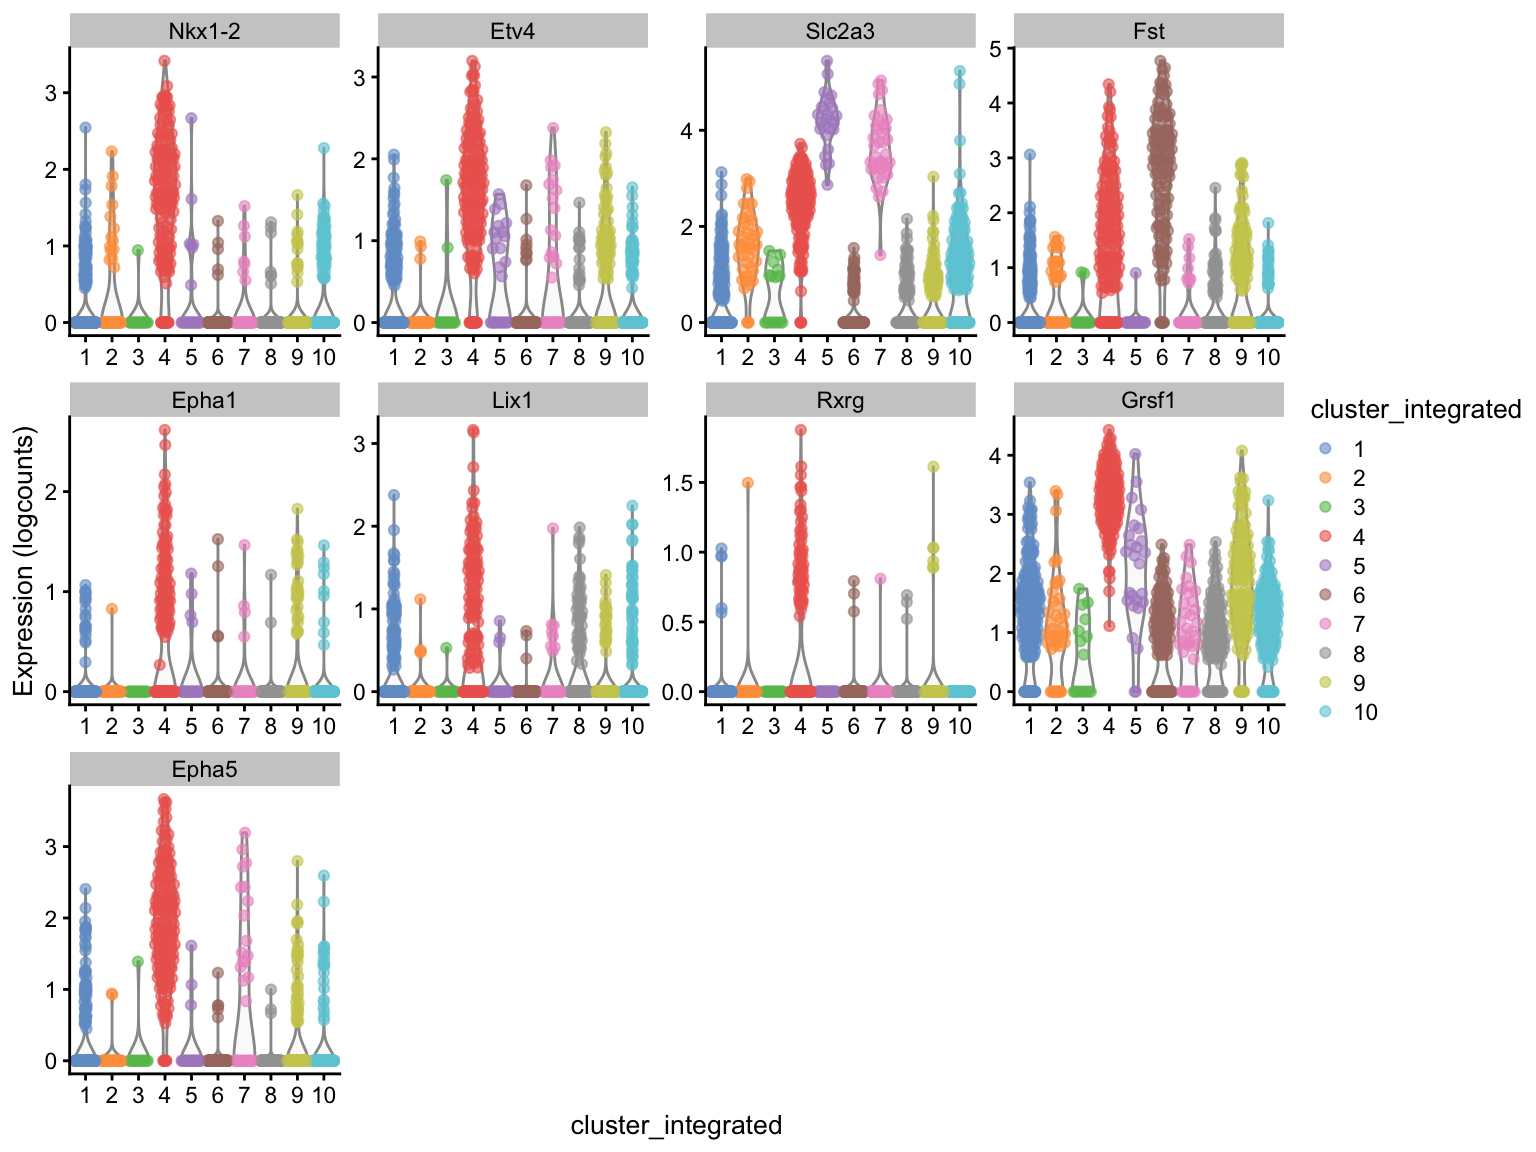 Nkx1-2 Etv4 Slc2a3 Fst
3 2 1 0
3 2 1 0
4 2 0
5 4 3 2 1 0
1 2 3 4 5 6 7 8 9 10
1 2 3 4 5 6 7 8 9 10
1 2 3 4 5 6 7 8 9 10
1 2 3 4 5 6 7 8 9 10
Expression (logcounts)
Epha1 Lix1 Rxrg Grsf1
2 1 0
3 2 1 0
1.5 1.0 0.5 0.0
4 3 2 1 0
1 2 3 4 5 6 7 8 9 10
1 2 3 4 5 6 7 8 9 10
1 2 3 4 5 6 7 8 9 10
1 2 3 4 5 6 7 8 9 10
cluster_integrated
1
2
3
4
5
6
7
8
9
10
Epha5
3 2 1 0
1 2 3 4 5 6 7 8 9 10
cluster_integrated